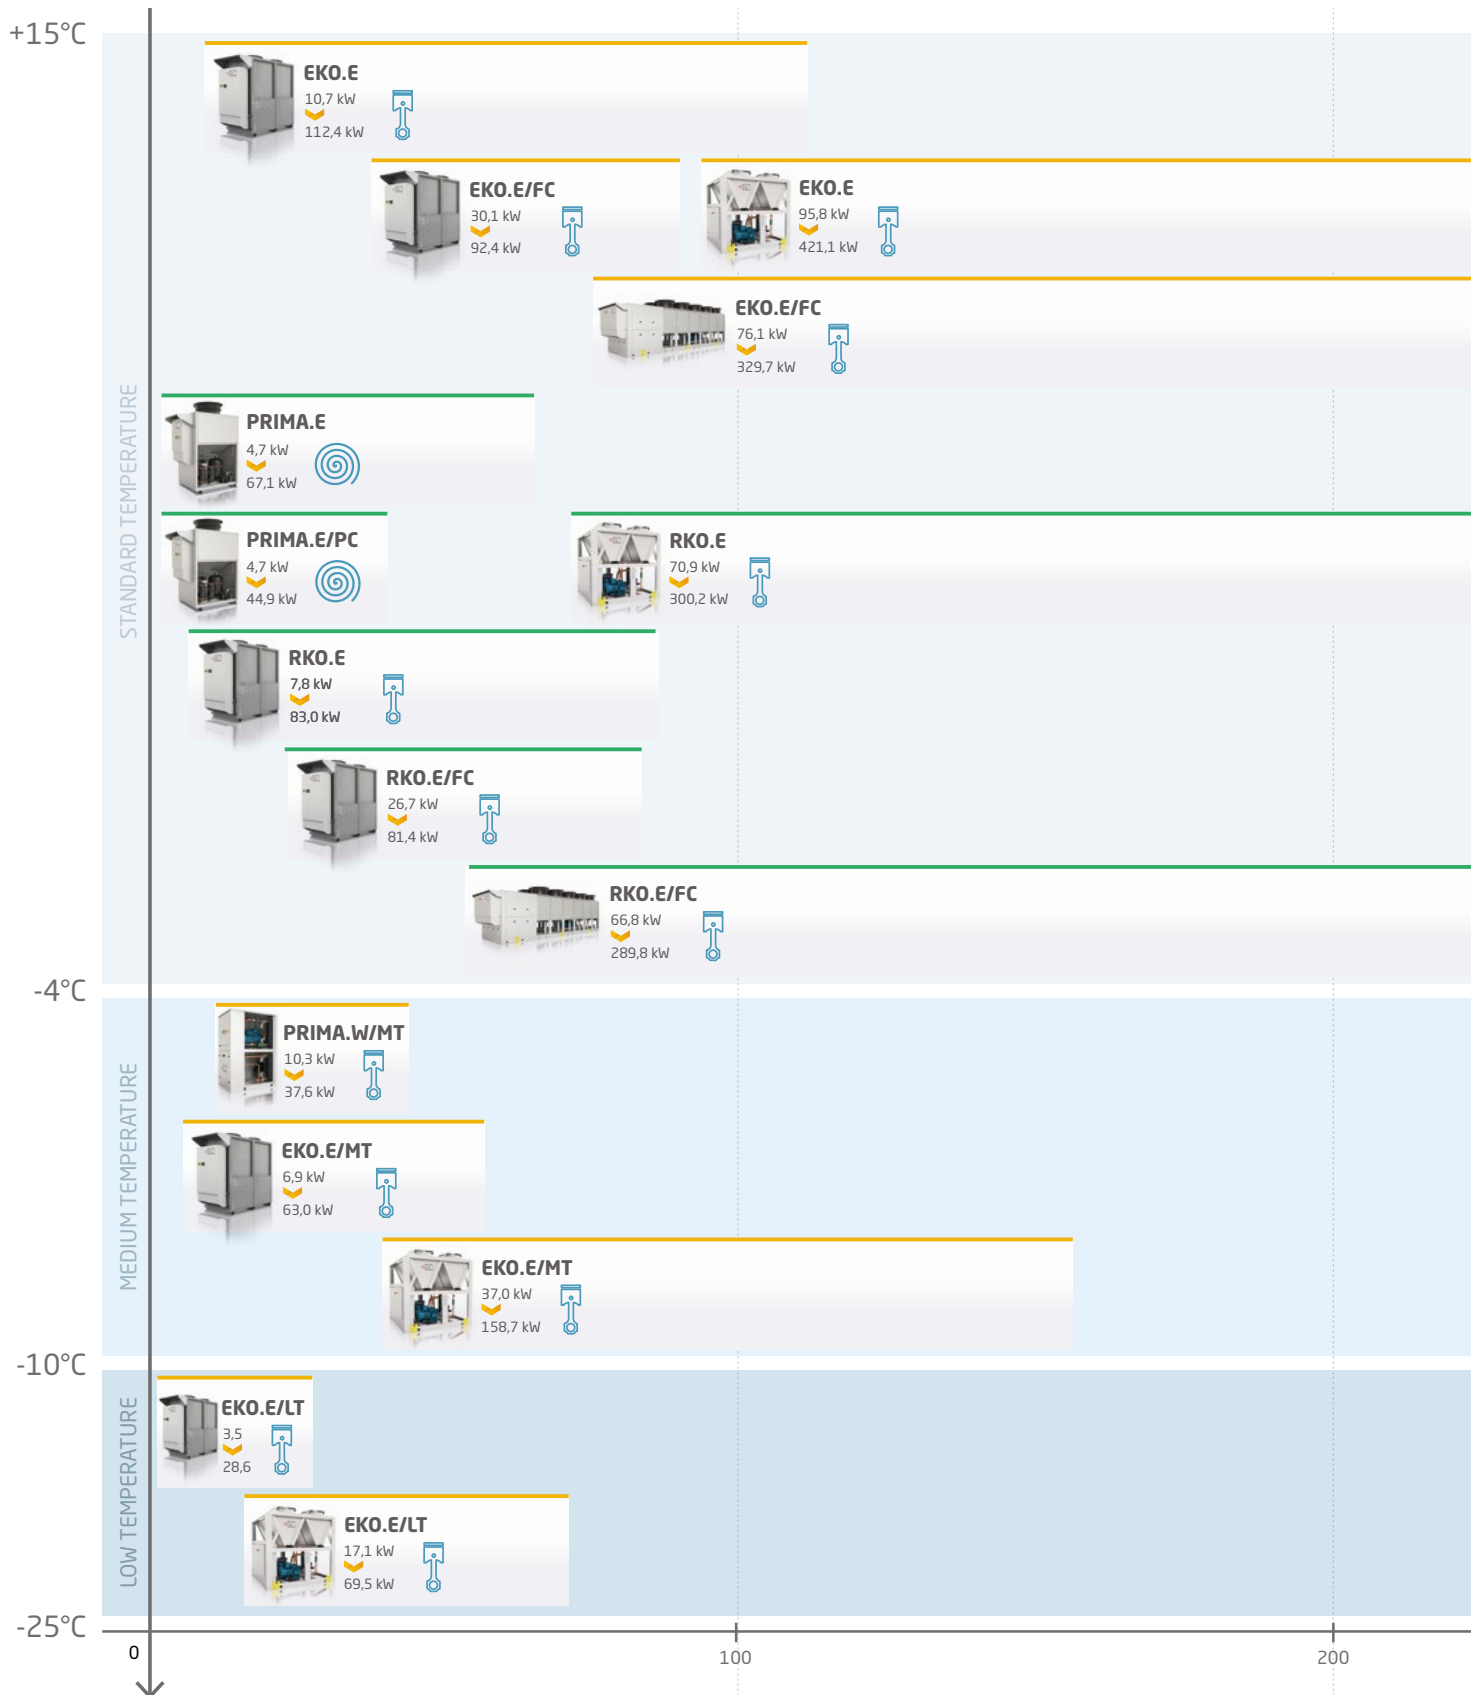 +15°C
EKO.E
10,7 kW
112,4 kW
EKO.E/FC
30,1 kW
92,4 kW
EKO.E
95,8 kW
421,1 kW
EKO.E/FC
76,1 kW
329,7 kW
STANDARD TEMPERATURE
PRIMA.E
4,7 kW
67,1 kW
PRIMA.E/PC
4,7 kW
44,9 kW
RKO.E
70,9 kW
300,2 kW
RKO.E
7,8 kW
83,0 kW
RKO.E/FC
26,7 kW
81,4 kW
RKO.E/FC
66,8 kW
289,8 kW
-4°C
MEDIUM TEMPERATURE
PRIMA.W/MT
10,3 kW
37,6 kW
EKO.E/MT
6,9 kW
63,0 kW
EKO.E/MT
37,0 kW
158,7 kW
-10°C
LOW TEMPERATURE
EKO.E/LT
3,5
28,6
EKO.E/LT
17,1 kW
69,5 kW
-25°C
0
100
200